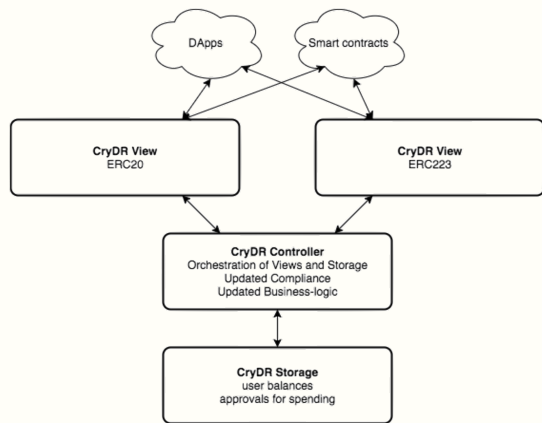 DApps
Smart contracts
CryDR View
ERC20
CryDR View
ERC223
CryDR Controller
Orchestration of Views and Storage
Updated Compliance
Updated Business-logic
CryDR Storage
user balances
approvals for spending